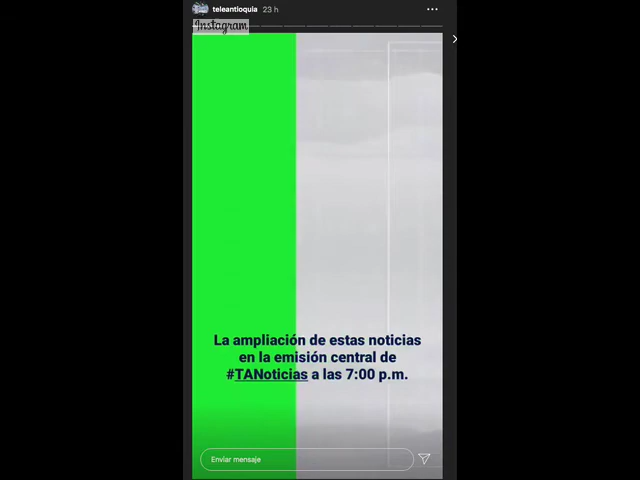 teleantioquia 23 h
Instagram
La ampliación de estas noticias
en la emisión central de
#TANoticias a las 7:00 p.m.
Enviar mensaje